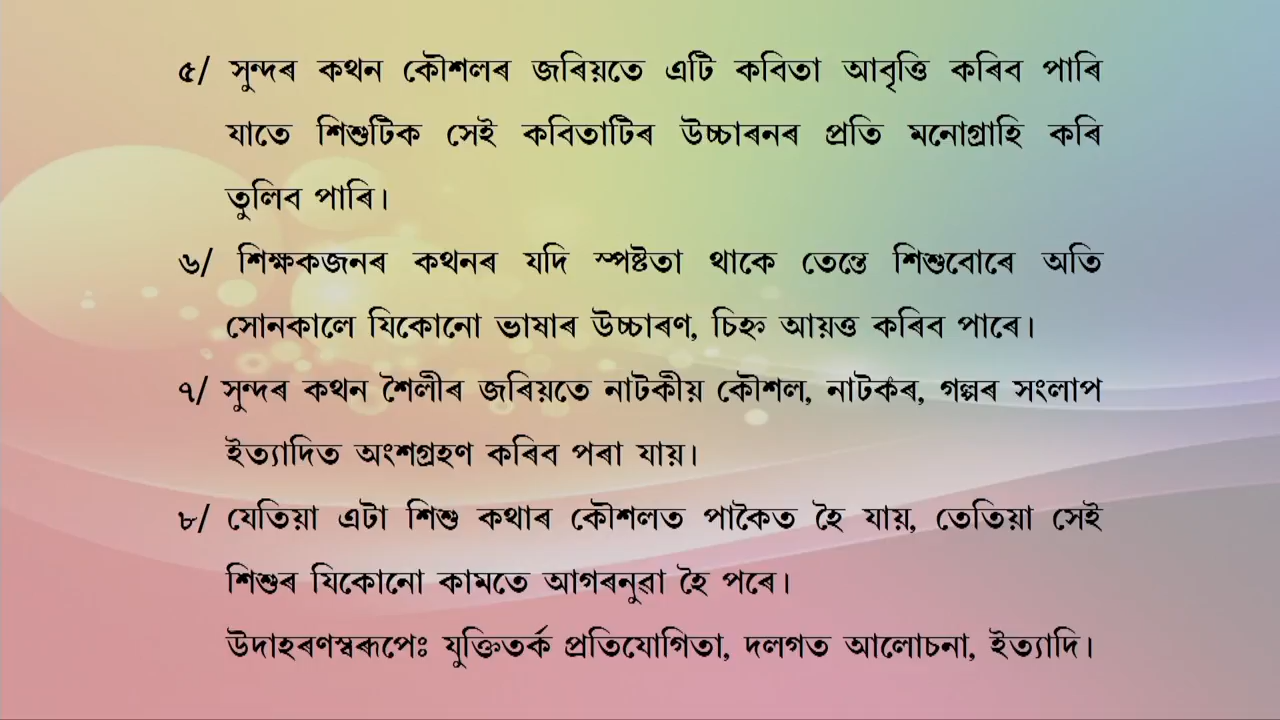 ৫/ সুন্দৰ কথন কৌশলৰ জৰিয়তে এটি কবিতা আবৃত্তি কৰিব পাৰি
যাতে শিশুটিক সেই কবিতাটিৰ উচ্চাৰনৰ প্ৰতি মনোগ্ৰাহি কৰি
তুলিব পাৰি।
৬/ শিক্ষকজনৰ কথনৰ যদি স্পষ্টতা থাকে তেন্তে শিশুবোৰে অতি
সোনকালে যিকোনো ভাষাৰ উচ্চাৰণ, চিহ্ন আয়ত্ত কৰিব পাৰে।
৭/ সুন্দৰ কথন শৈলীৰ জৰিয়তে নাটকীয় কৌশল, নাটকৰ, গল্পৰ সংলাপ
ইত্যাদিত অংশগ্ৰহণ কৰিব পৰা যায়।
৮/ যেতিয়া এটা শিশু কথাৰ কৌশলত পাকৈত হৈ যায়, তেতিয়া সেই
শিশুৰ যিকোনো কামতে আগৰনুৱা হৈ পৰে।
উদাহৰণস্বৰূপেঃ যুক্তিতৰ্ক প্ৰতিযোগিতা, দলগত আলোচনা, ইত্যাদি।